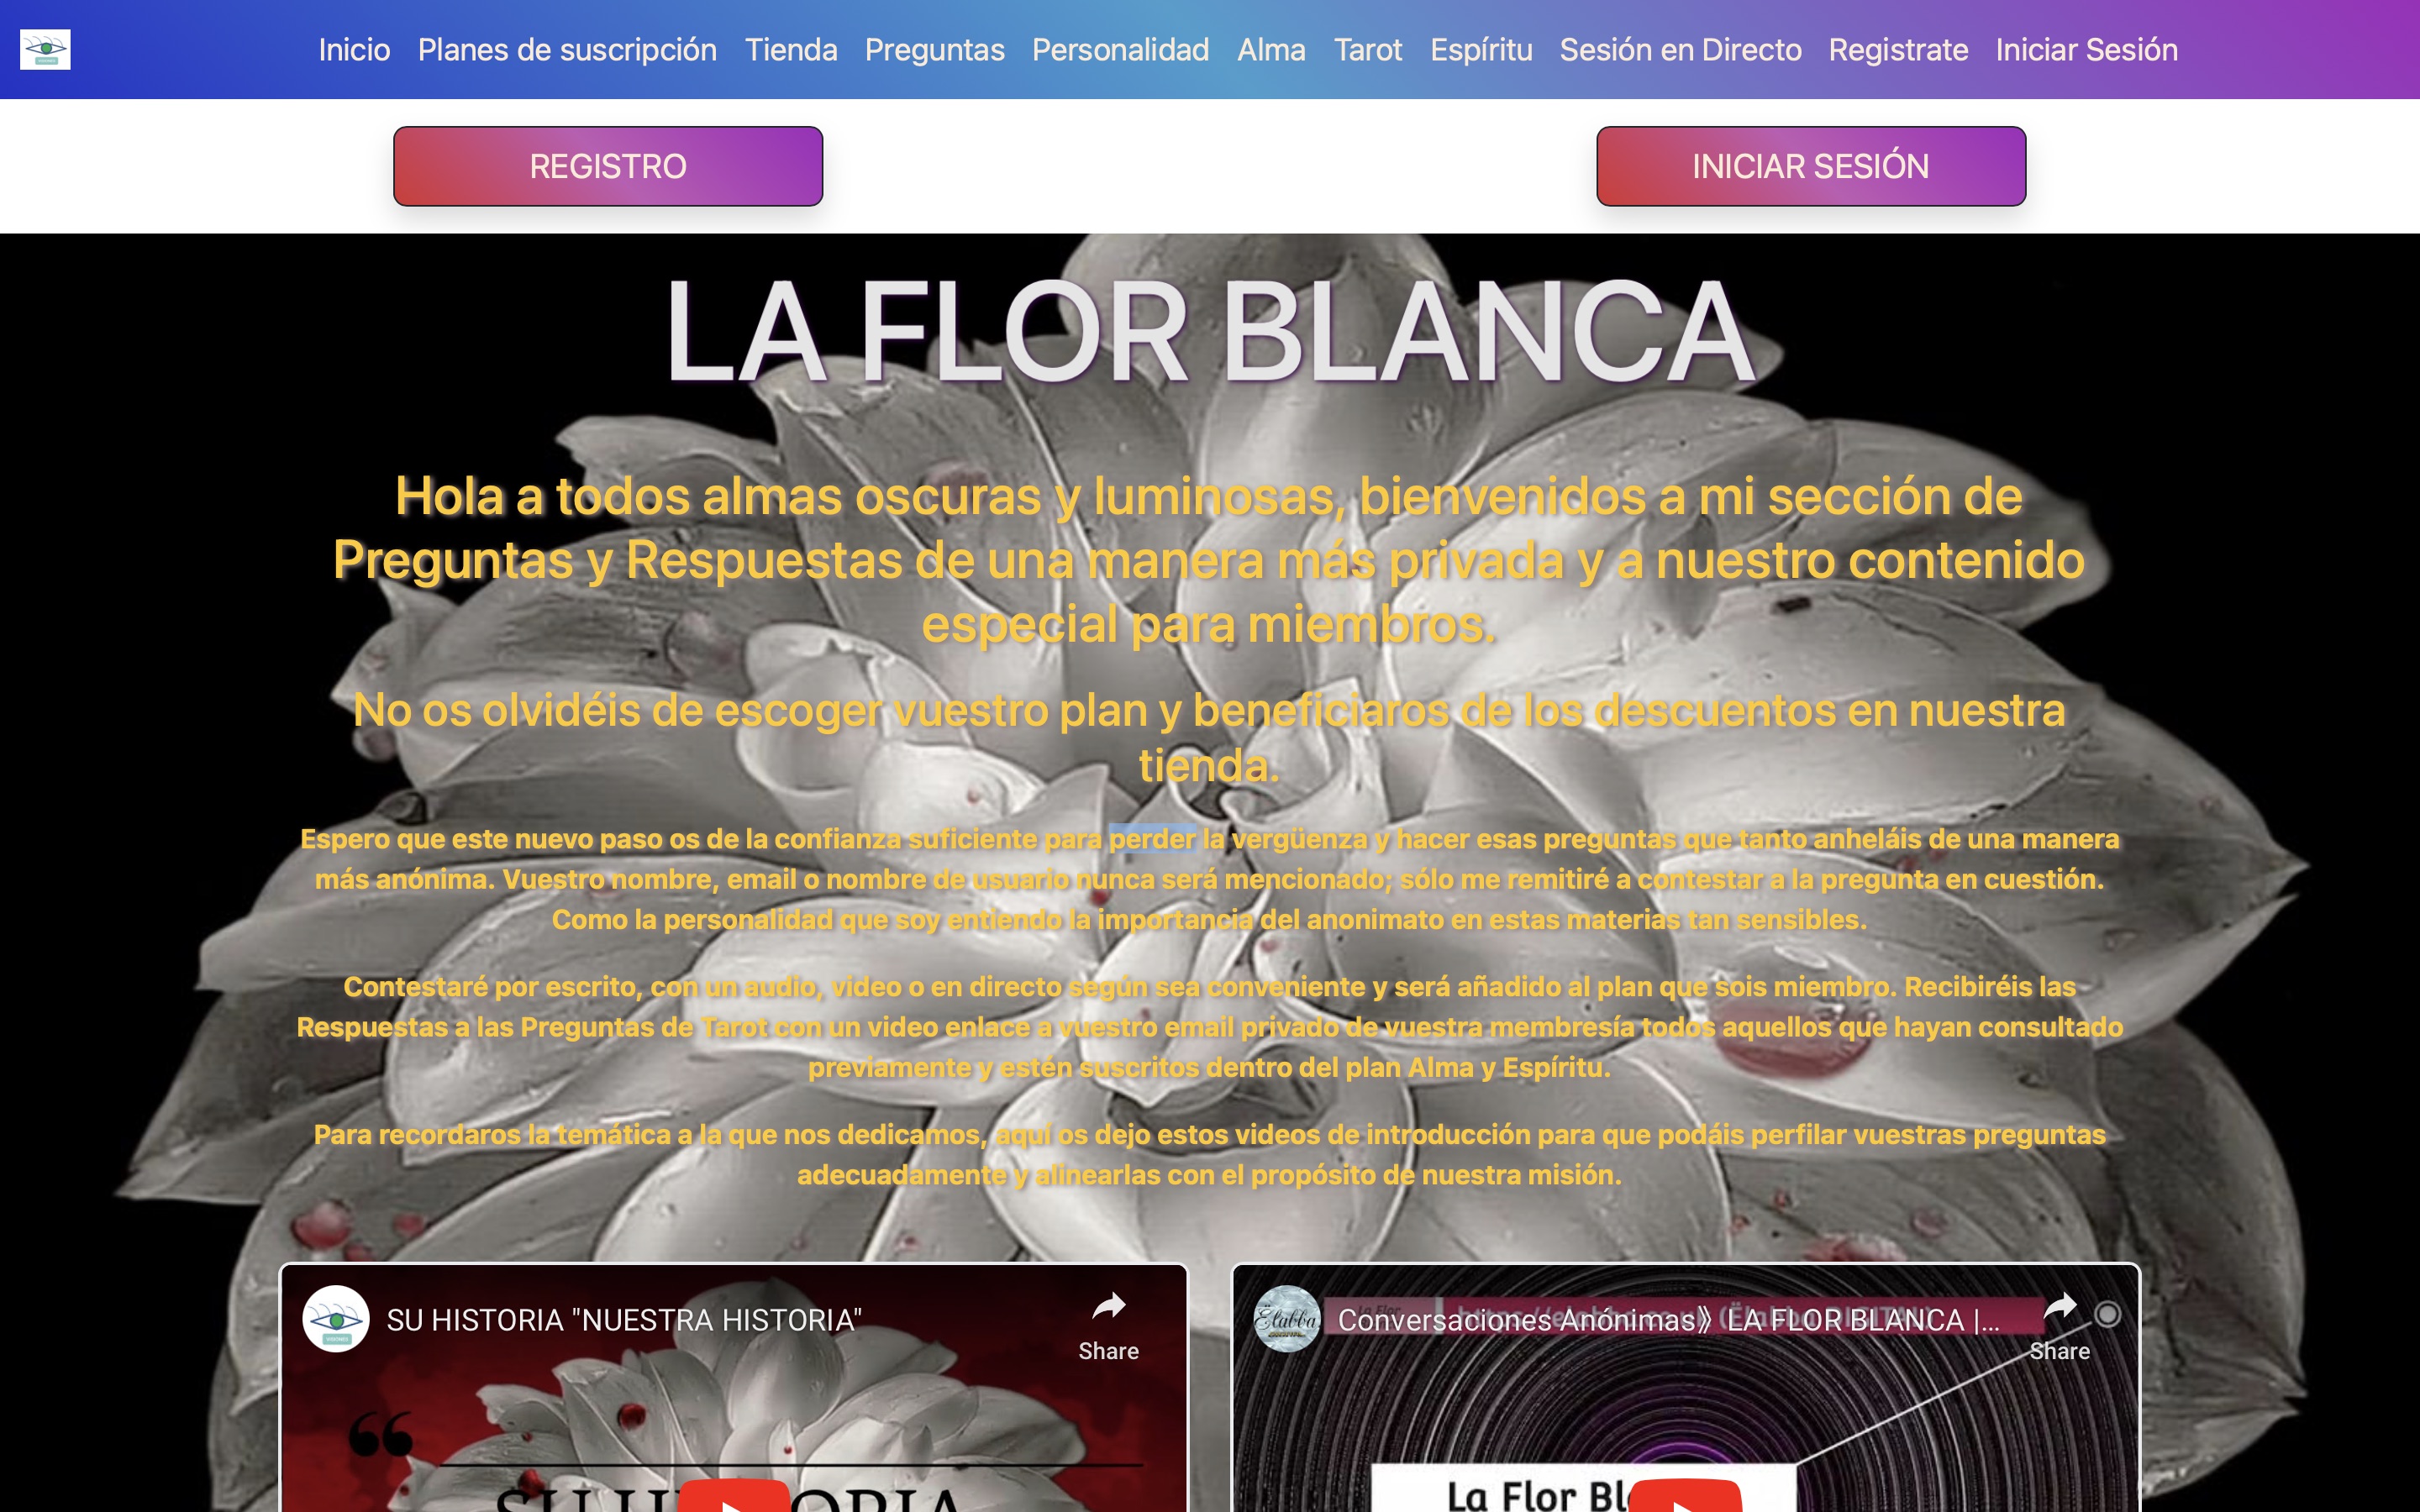 Inicio Planes de suscripción Tienda Preguntas Personalidad Alma Tarot Espíritu Sesión en Directo Registrate Iniciar Sesión
REGISTRO INICIAR SESIÓN
LA FLOR BLANCA
Hola a todos almas oscuras y luminosas, bienvenidos a mi sección de
Preguntas y Respuestas de una manera más privada y a nuestro contenido
especial para miembros.
No os olvidéis de escoger vuestro plan y beneficiaros de los descuentos en nuestra
tienda.
Espero que este nuevo paso os de la confianza suficiente para perder la vergüenza y hacer esas preguntas que tanto anheláis de una manera
más anónima. Vuestro nombre, email o nombre de usuario nunca será mencionado; sólo me remitiré a contestar a la pregunta en cuestión.
Como la personalidad que soy entiendo la importancia del anonimato en estas materias tan sensibles.
Contestaré por escrito, con un audio, video o en directo según sea conveniente y será añadido al plan que sois miembro. Recibiréis las
Respuestas a las Preguntas de Tarot con un video enlace a vuestro email privado de vuestra membresía todos aquellos que hayan consultado
previamente y estén suscritos dentro del plan Alma y Espíritu.
Para recordaros la temática a la que nos dedicamos, aquí os dejo estos videos de introducción para que podáis perfilar vuestras preguntas
adecuadamente y alinearlas con el propósito de nuestra misión.
SU HISTORIA "NUESTRA HISTORIA"
Share
Ëlabba
Conversaciones Anónimas》 LA FLOR BLANCA |...
Share
La Flor